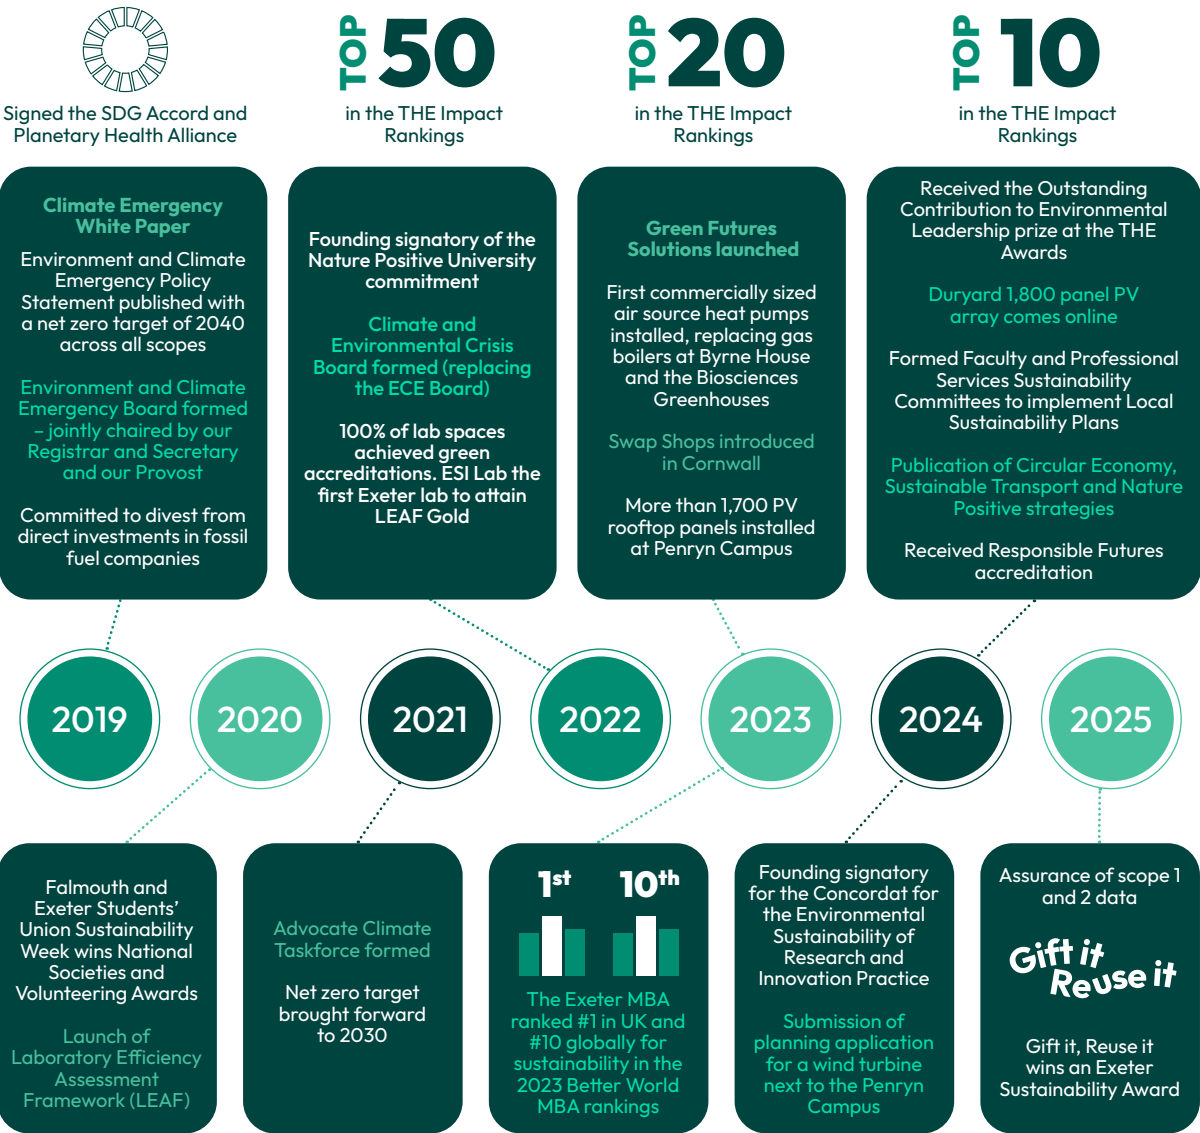 Signed the SDG Accord and
Planetary Health Alliance
TOP 50
in the THE Impact
Rankings
TOP 20
in the THE Impact
Rankings
TOP 10
in the THE Impact
Rankings
Climate Emergency
White Paper
Environment and Climate
Emergency Policy
Statement published with
a net zero target of 2040
across all scopes
Environment and Climate
Emergency Board formed
– jointly chaired by our
Registrar and Secretary
and our Provost
Committed to divest from
direct investments in fossil
fuel companies
Founding signatory of the
Nature Positive University
commitment
Climate and
Environmental Crisis
Board formed (replacing
the ECE Board)
100% of lab spaces
achieved green
accreditations. ESI Lab the
first Exeter lab to attain
LEAF Gold
Green Futures
Solutions launched
First commercially sized
air source heat pumps
installed, replacing gas
boilers at Byrne House
and the Biosciences
Greenhouses
Swap Shops introduced
in Cornwall
More than 1,700 PV
rooftop panels installed
at Penryn Campus
Received the Outstanding
Contribution to Environmental
Leadership prize at the THE
Awards
Duryard 1,800 panel PV
array comes online
Formed Faculty and Professional
Services Sustainability
Committees to implement Local
Sustainability Plans
Publication of Circular Economy,
Sustainable Transport and Nature
Positive strategies
Received Responsible Futures
accreditation
2019
2020
2021
2022
2023
2024
2025
Falmouth and
Exeter Students’
Union Sustainability
Week wins National
Societies and
Volunteering Awards
Launch of
Laboratory Efficiency
Assessment
Framework (LEAF)
Advocate Climate
Taskforce formed
Net zero target
brought forward
to 2030
1st
10th
The Exeter MBA
ranked #1 in UK and
#10 globally for
sustainability in the
2023 Better World
MBA rankings
Founding signatory
for the Concordat for
the Environmental
Sustainability of
Research and
Innovation Practice
Submission of
planning application
for a wind turbine
next to the Penryn
Campus
Assurance of scope 1
and 2 data
Gift it
Reuse it
Gift it, Reuse it
wins an Exeter
Sustainability Award